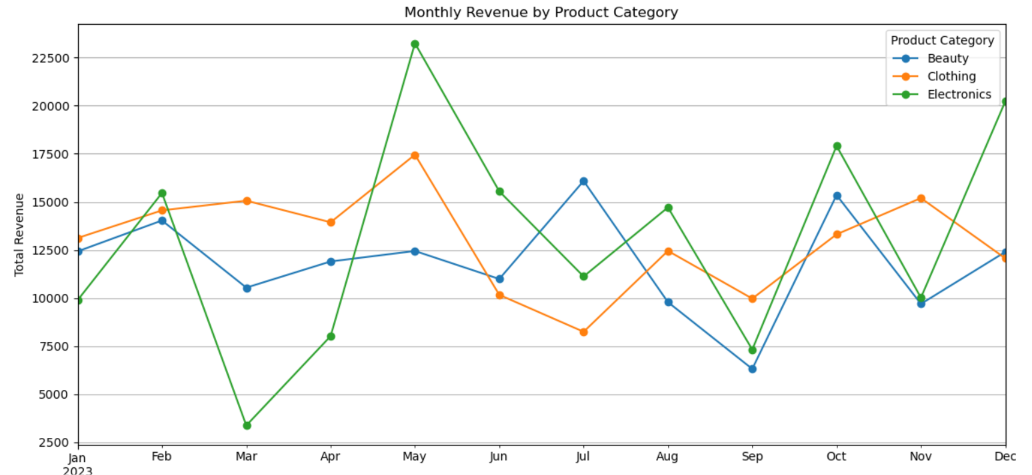 Monthly Revenue by Product Category
Product Category
Beauty
Clothing
Electronics
Total Revenue
22500
20000
17500
15000
12500
10000
7500
5000
2500
Jan Feb Mar Apr May Jun Jul Aug Sep Oct Nov Dec
2023